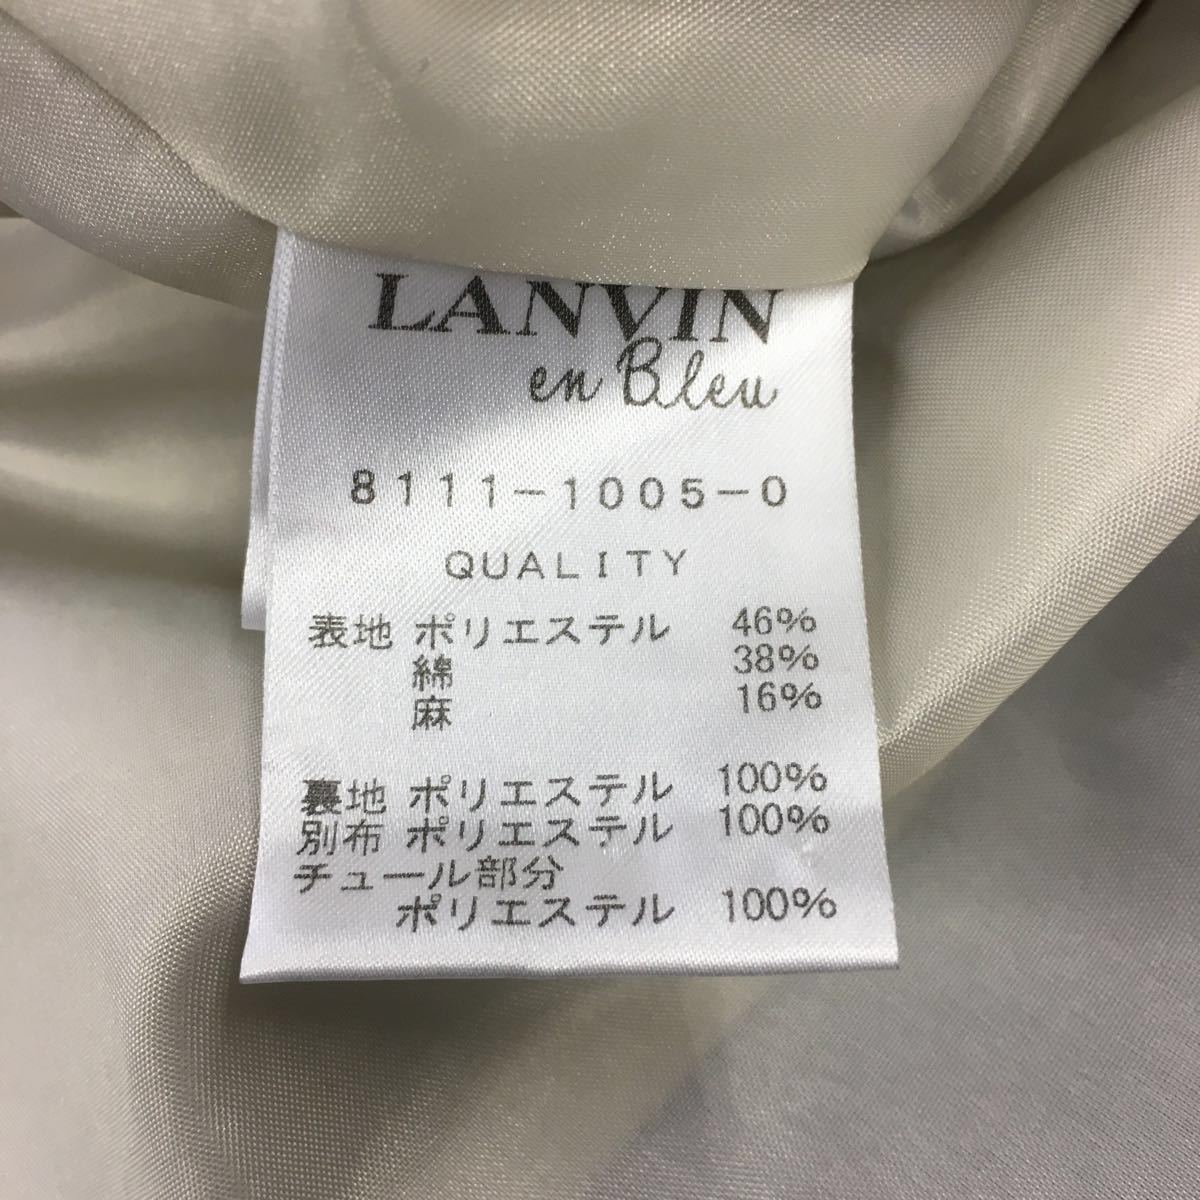 LANVIN
en Bleu
8111-1005-0
QUALITY
表地 ポリエステル 46%
綿 38%
麻 16%
裏地 ポリエステル 100%
別布 ポリエステル 100%
チュール部分
ポリエステル 100%